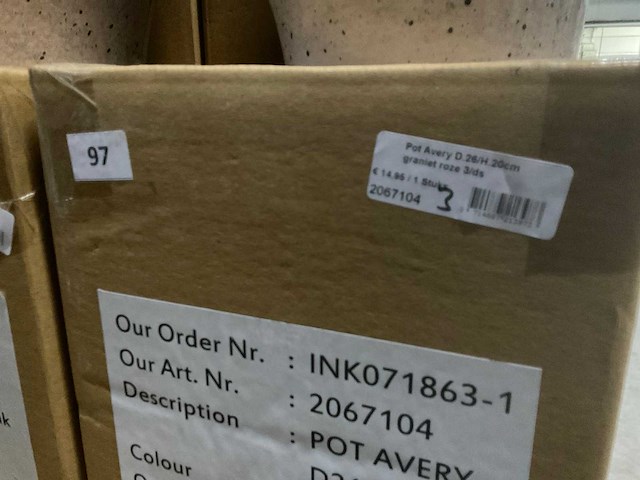 97
Pot Avery D.26/H.20cm
graniet roze 3/ds
€ 14.95 / 1 Stuks
2067104 3
Our Order Nr. : INK071863-1
Our Art. Nr. : 2067104
Description : POT AVERY
Colour